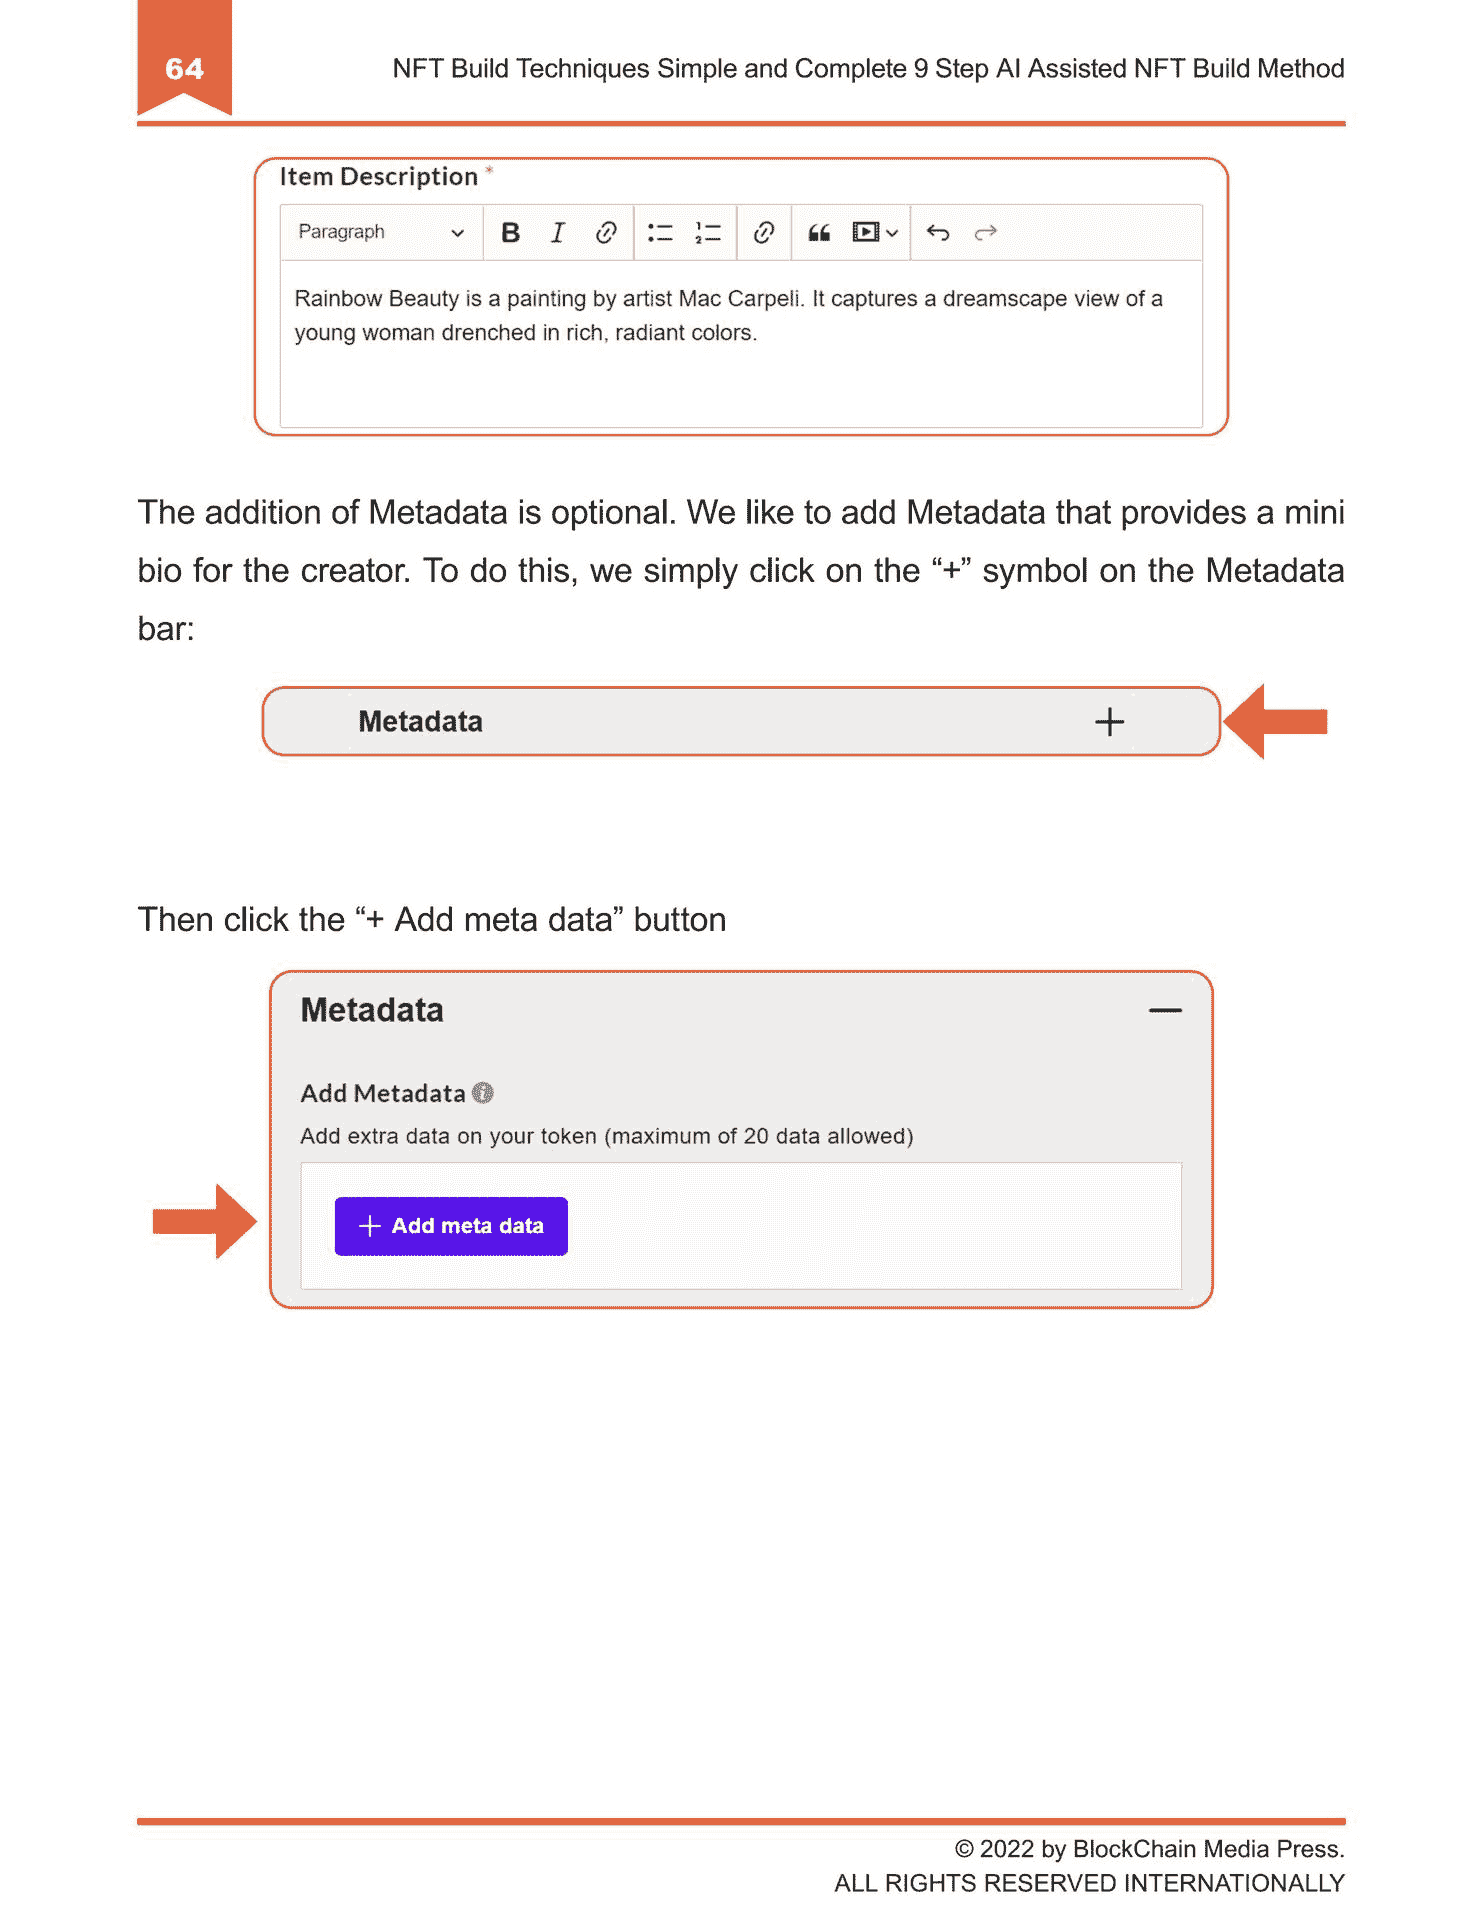 64
NFT Build Techniques Simple and Complete 9 Step AI Assisted NFT Build Method
Item Description *
Paragraph
Rainbow Beauty is a painting by artist Mac Carpeli. It captures a dreamscape view of a
young woman drenched in rich, radiant colors.
The addition of Metadata is optional. We like to add Metadata that provides a mini
bio for the creator. To do this, we simply click on the “+” symbol on the Metadata
bar:
Metadata +
Then click the “+ Add meta data” button
Metadata —
Add Metadata
Add extra data on your token (maximum of 20 data allowed)
+ Add meta data
© 2022 by BlockChain Media Press.
ALL RIGHTS RESERVED INTERNATIONALLY